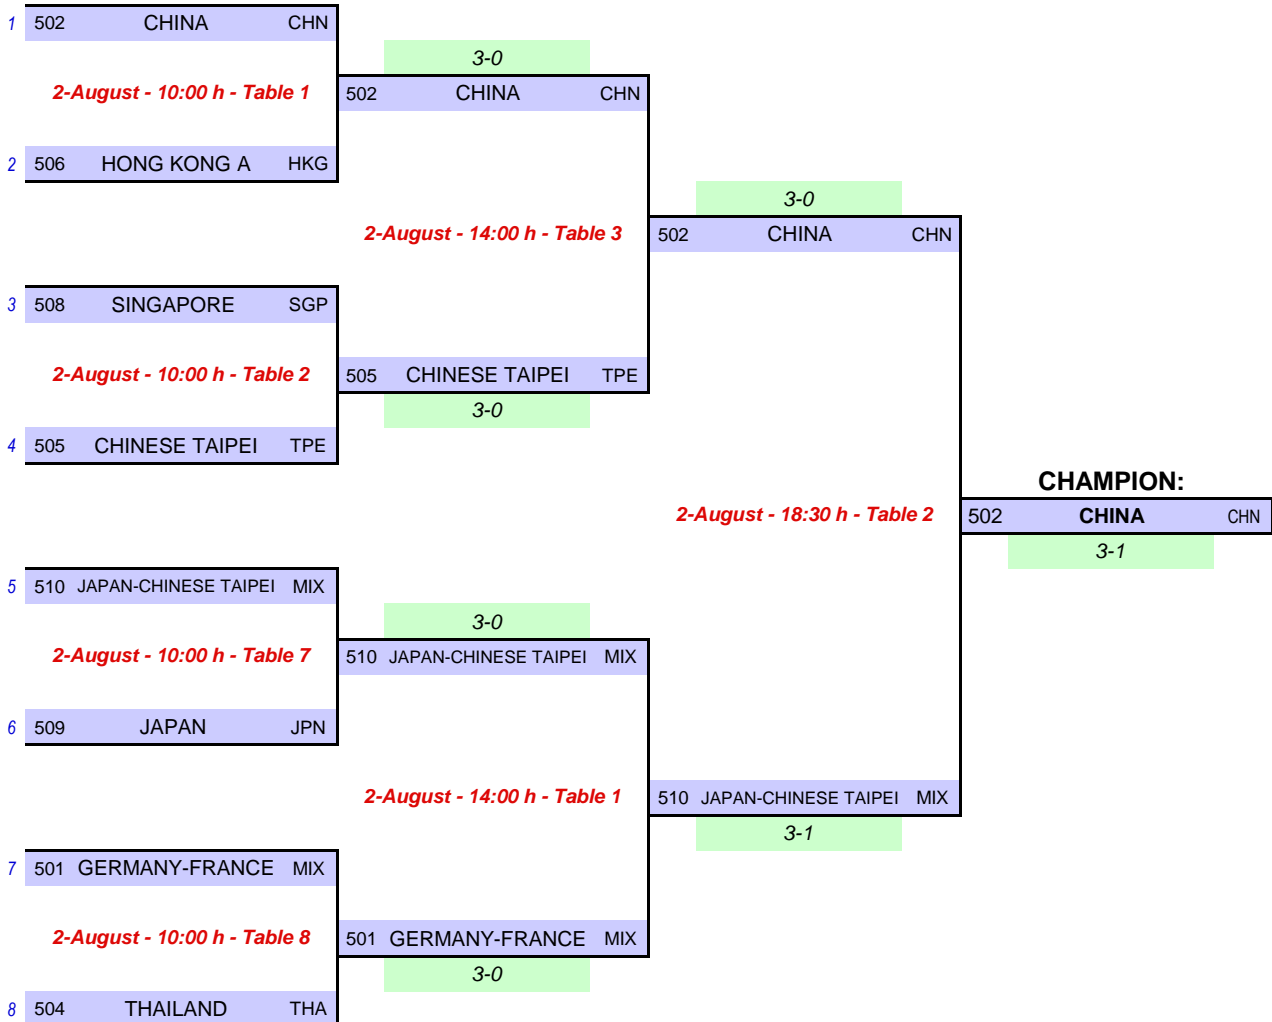 1 502 CHINA CHN
3-0
2-August - 10:00 h - Table 1
502 CHINA CHN
2 506 HONG KONG A HKG
3-0
2-August - 14:00 h - Table 3
502 CHINA CHN
3 508 SINGAPORE SGP
2-August - 10:00 h - Table 2
505 CHINESE TAIPEI TPE
3-0
4 505 CHINESE TAIPEI TPE
CHAMPION:
2-August - 18:30 h - Table 2
502 CHINA CHN
3-1
5 510 JAPAN-CHINESE TAIPEI MIX
3-0
2-August - 10:00 h - Table 7
510 JAPAN-CHINESE TAIPEI MIX
6 509 JAPAN JPN
2-August - 14:00 h - Table 1
510 JAPAN-CHINESE TAIPEI MIX
3-1
7 501 GERMANY-FRANCE MIX
2-August - 10:00 h - Table 8
501 GERMANY-FRANCE MIX
3-0
8 504 THAILAND THA